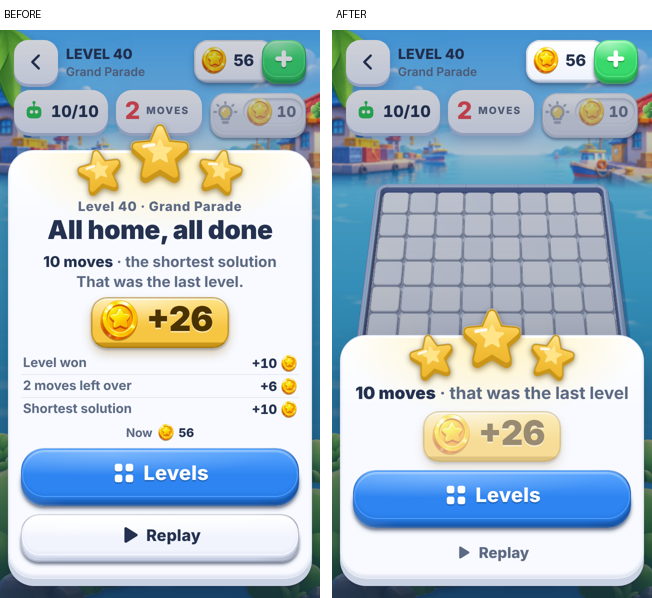 BEFORE
LEVEL 40
Grand Parade
56
10/10
2 MOVES
10
Level 40 · Grand Parade
All home, all done
10 moves · the shortest solution
That was the last level.
+26
Level won +10
2 moves left over +6
Shortest solution +10
Now 56
Levels
Replay
AFTER
LEVEL 40
Grand Parade
56
10/10
2 MOVES
10
10 moves · that was the last level
+26
Levels
Replay